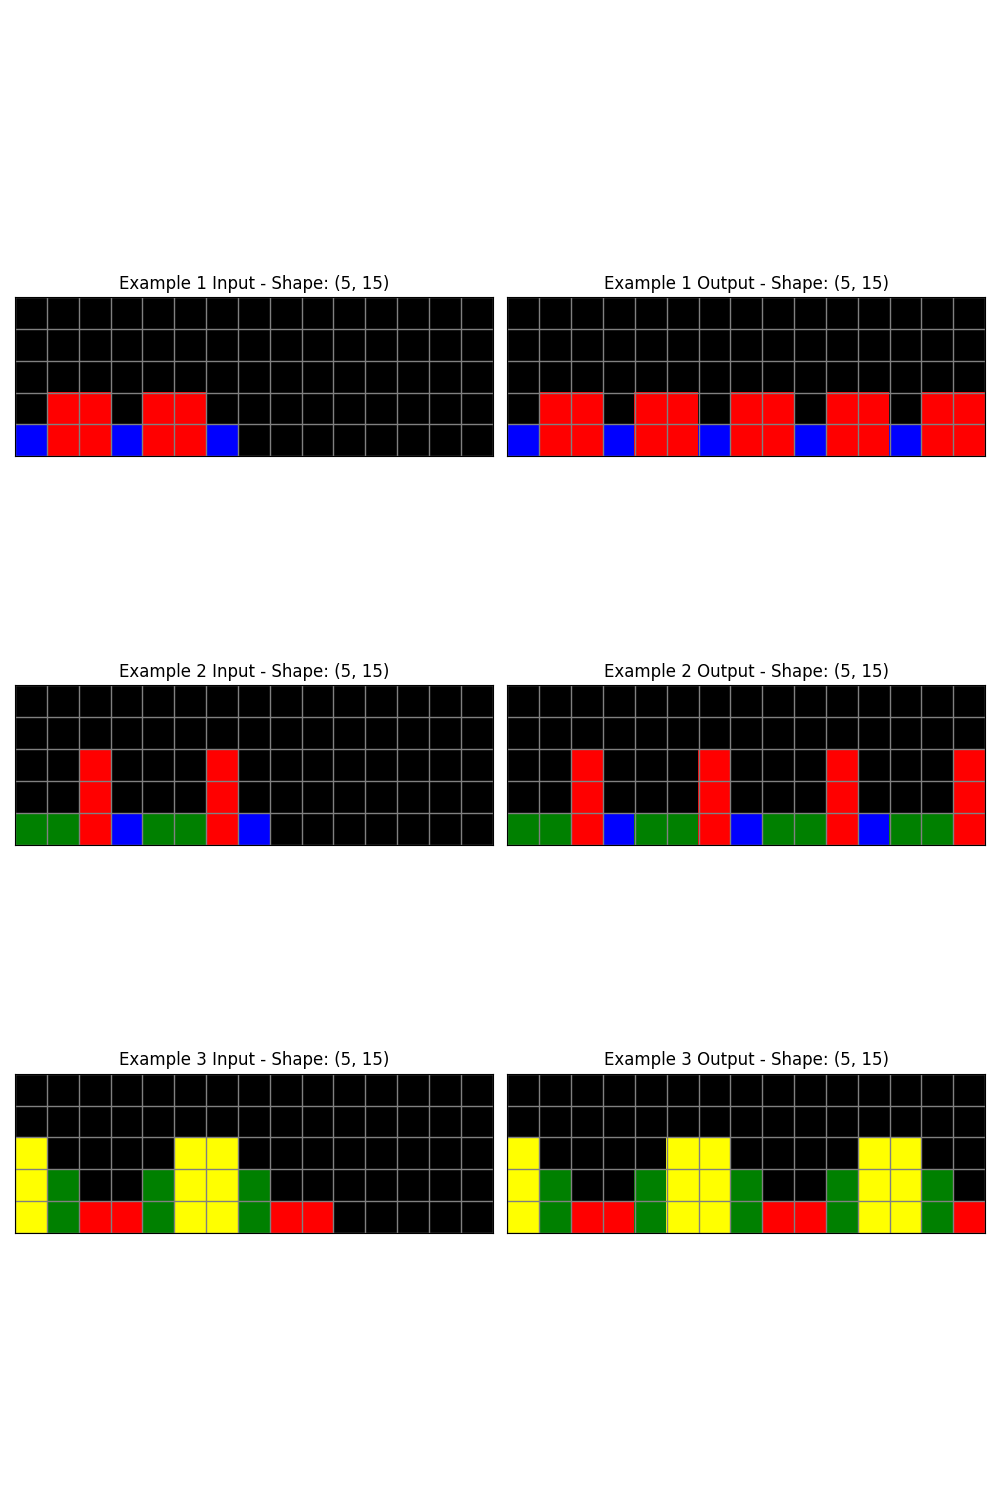 Example 1 Input - Shape: (5, 15)
Example 1 Output - Shape: (5, 15)
Example 2 Input - Shape: (5, 15)
Example 2 Output - Shape: (5, 15)
Example 3 Input - Shape: (5, 15)
Example 3 Output - Shape: (5, 15)